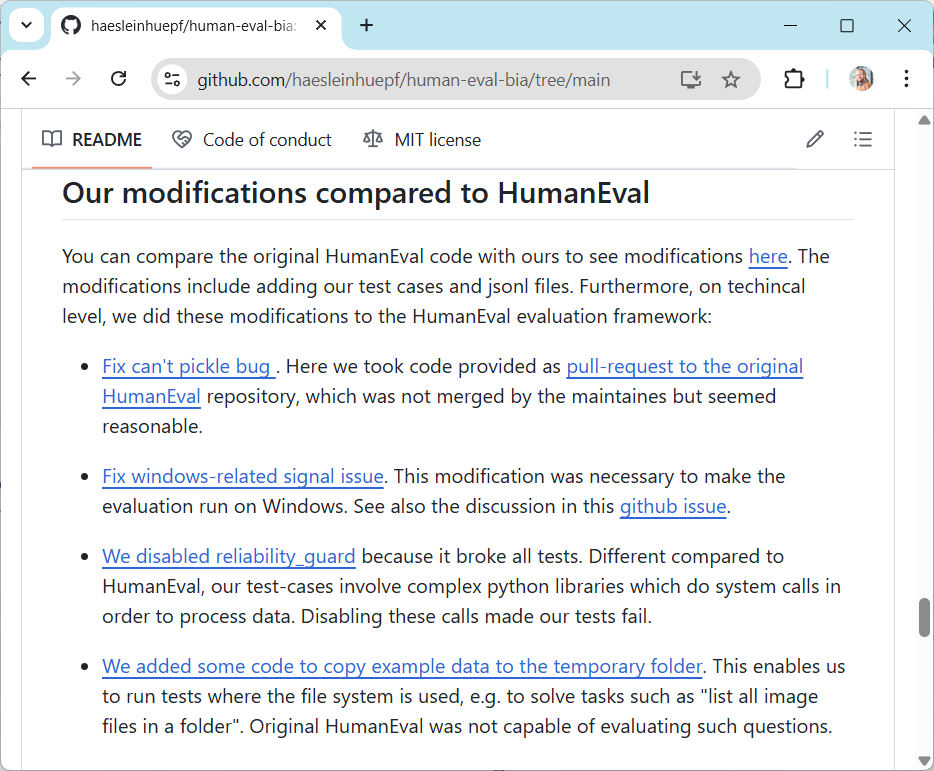 haesleinhuepf/human-eval-bia:
github.com/haesleinhuepf/human-eval-bia/tree/main
README Code of conduct MIT license
Our modifications compared to HumanEval
You can compare the original HumanEval code with ours to see modifications here. The
modifications include adding our test cases and jsonl files. Furthermore, on techincal
level, we did these modifications to the HumanEval evaluation framework:
• Fix can't pickle bug . Here we took code provided as pull-request to the original
HumanEval repository, which was not merged by the maintaines but seemed
reasonable.
• Fix windows-related signal issue. This modification was necessary to make the
evaluation run on Windows. See also the discussion in this github issue.
• We disabled reliability_guard because it broke all tests. Different compared to
HumanEval, our test-cases involve complex python libraries which do system calls in
order to process data. Disabling these calls made our tests fail.
• We added some code to copy example data to the temporary folder. This enables us
to run tests where the file system is used, e.g. to solve tasks such as "list all image
files in a folder". Original HumanEval was not capable of evaluating such questions.